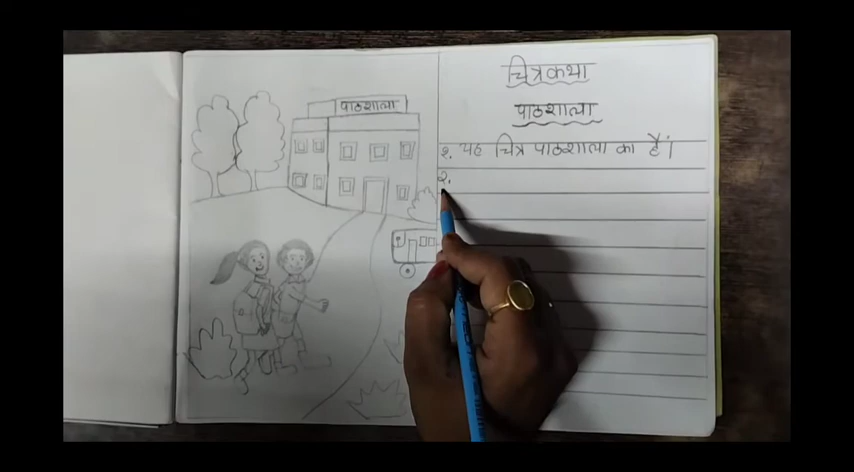 पाठशाला
चित्रकथा
पाठशाला
१. यह चित्र पाठशाला का है।
२.